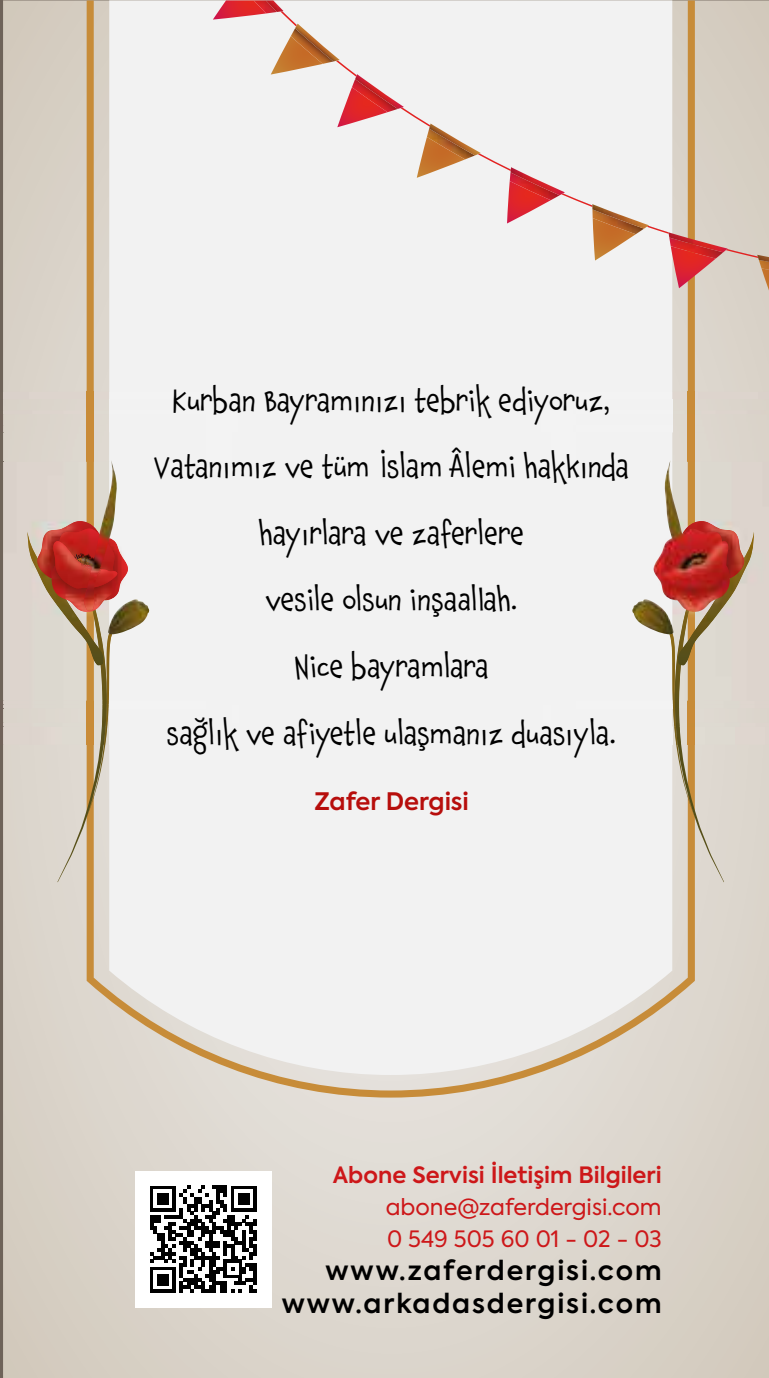 Kurban Bayramınızı tebrik ediyoruz,
Vatanımız ve tüm İslam Âlemi hakkında
hayırlara ve zaferlere
vesile olsun inşaallah.
Nice bayramlara
sağlık ve afiyetle ulaşmanız duasıyla.
Zafer Dergisi
Abone Servisi İletişim Bilgileri
abone@zaferdergisi.com
0 549 505 60 01 - 02 - 03
www.zaferdergisi.com
www.arkadasdergisi.com